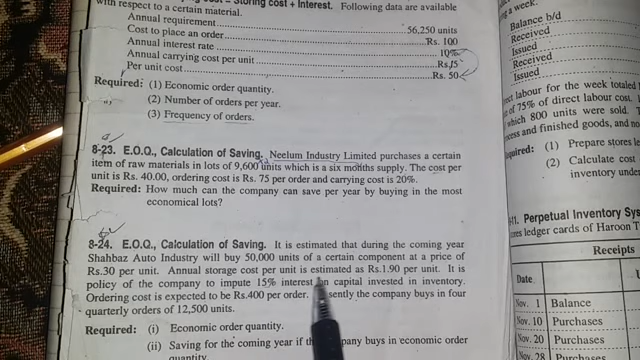 Storing cost + Interest. Following data are available
with respect to a certain material.
Annual requirement 56,250 units
Cost to place an order Rs. 100
Annual interest rate 10%
Annual carrying cost per unit Rs.15
Per unit cost Rs. 50
Required: (1) Economic order quantity.
(2) Number of orders per year.
(3) Frequency of orders.
8-23. E.O.Q., Calculation of Saving. Neelum Industry Limited purchases a certain
item of raw materials in lots of 9,600 units which is a six months supply. The cost per
unit is Rs. 40.00, ordering cost is Rs. 75 per order and carrying cost is 20%.
Required: How much can the company can save per year by buying in the most
economical lots?
8-24. E.O.Q., Calculation of Saving. It is estimated that during the coming year
Shahbaz Auto Industry will buy 50,000 units of a certain component at a price of
Rs.30 per unit. Annual storage cost per unit is estimated as Rs.1.90 per unit. It is
policy of the company to impute 15% interest on capital invested in inventory.
Ordering cost is expected to be Rs.400 per order. sently the company buys in four
quarterly orders of 12,500 units.
Required: (i) Economic order quantity.
(ii) Saving for the coming year if pany buys in economic order
quantity.
a week.
Balance b/d
Received
Issued
Received
Issued
labour for the week totaled
of 75% of direct labour cost.
which 800 units were sold.
and finished goods, and no
(1) Prepare stores le
(2) Calculate cost
inventory under
Perpetual Inventory Sys
ledger cards of Haroon T
Receipts
Date
Nov. 1 Balance
Nov. 10 Purchases
Nov. 20 Purchases
Nov. 28 Purchases